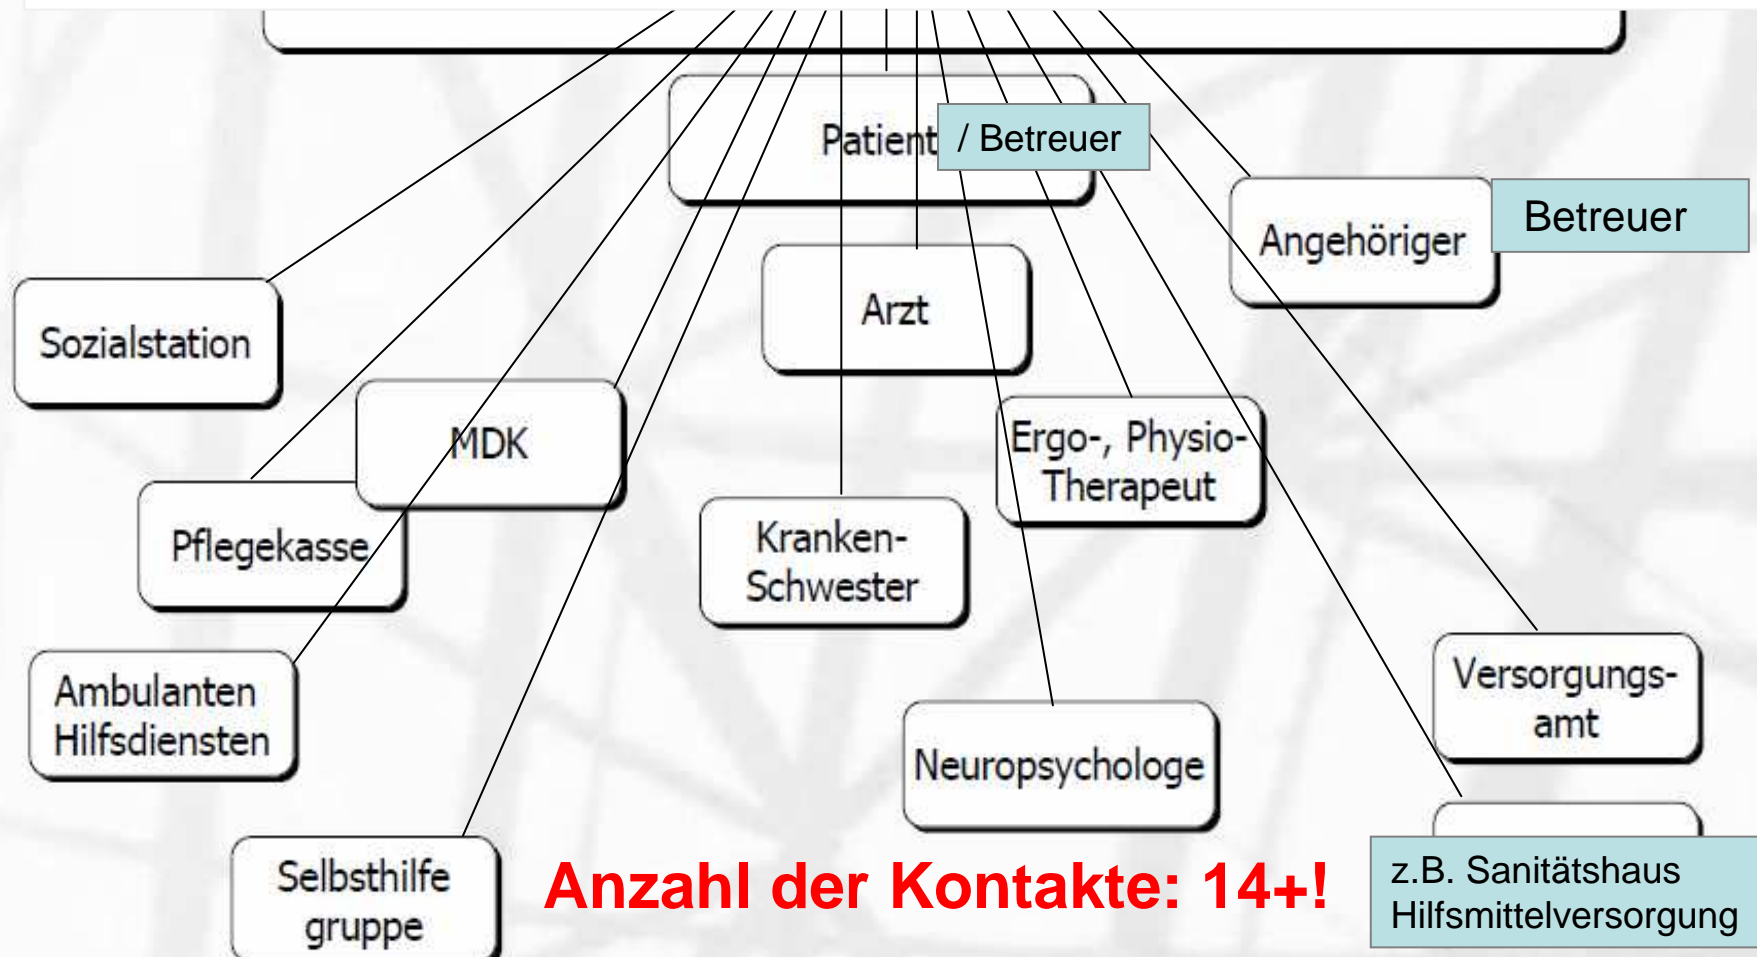 Patient / Betreuer
Angehöriger
Betreuer
Sozialstation
Arzt
MDK
Ergo-, Physio-
Therapeut
Pflegekasse
Kranken-
Schwester
Ambulanten
Hilfsdiensten
Neuropsychologe
Versorgungs-
amt
Selbsthilfe
gruppe
Anzahl der Kontakte: 14+!
z.B. Sanitätshaus
Hilfsmittelversorgung